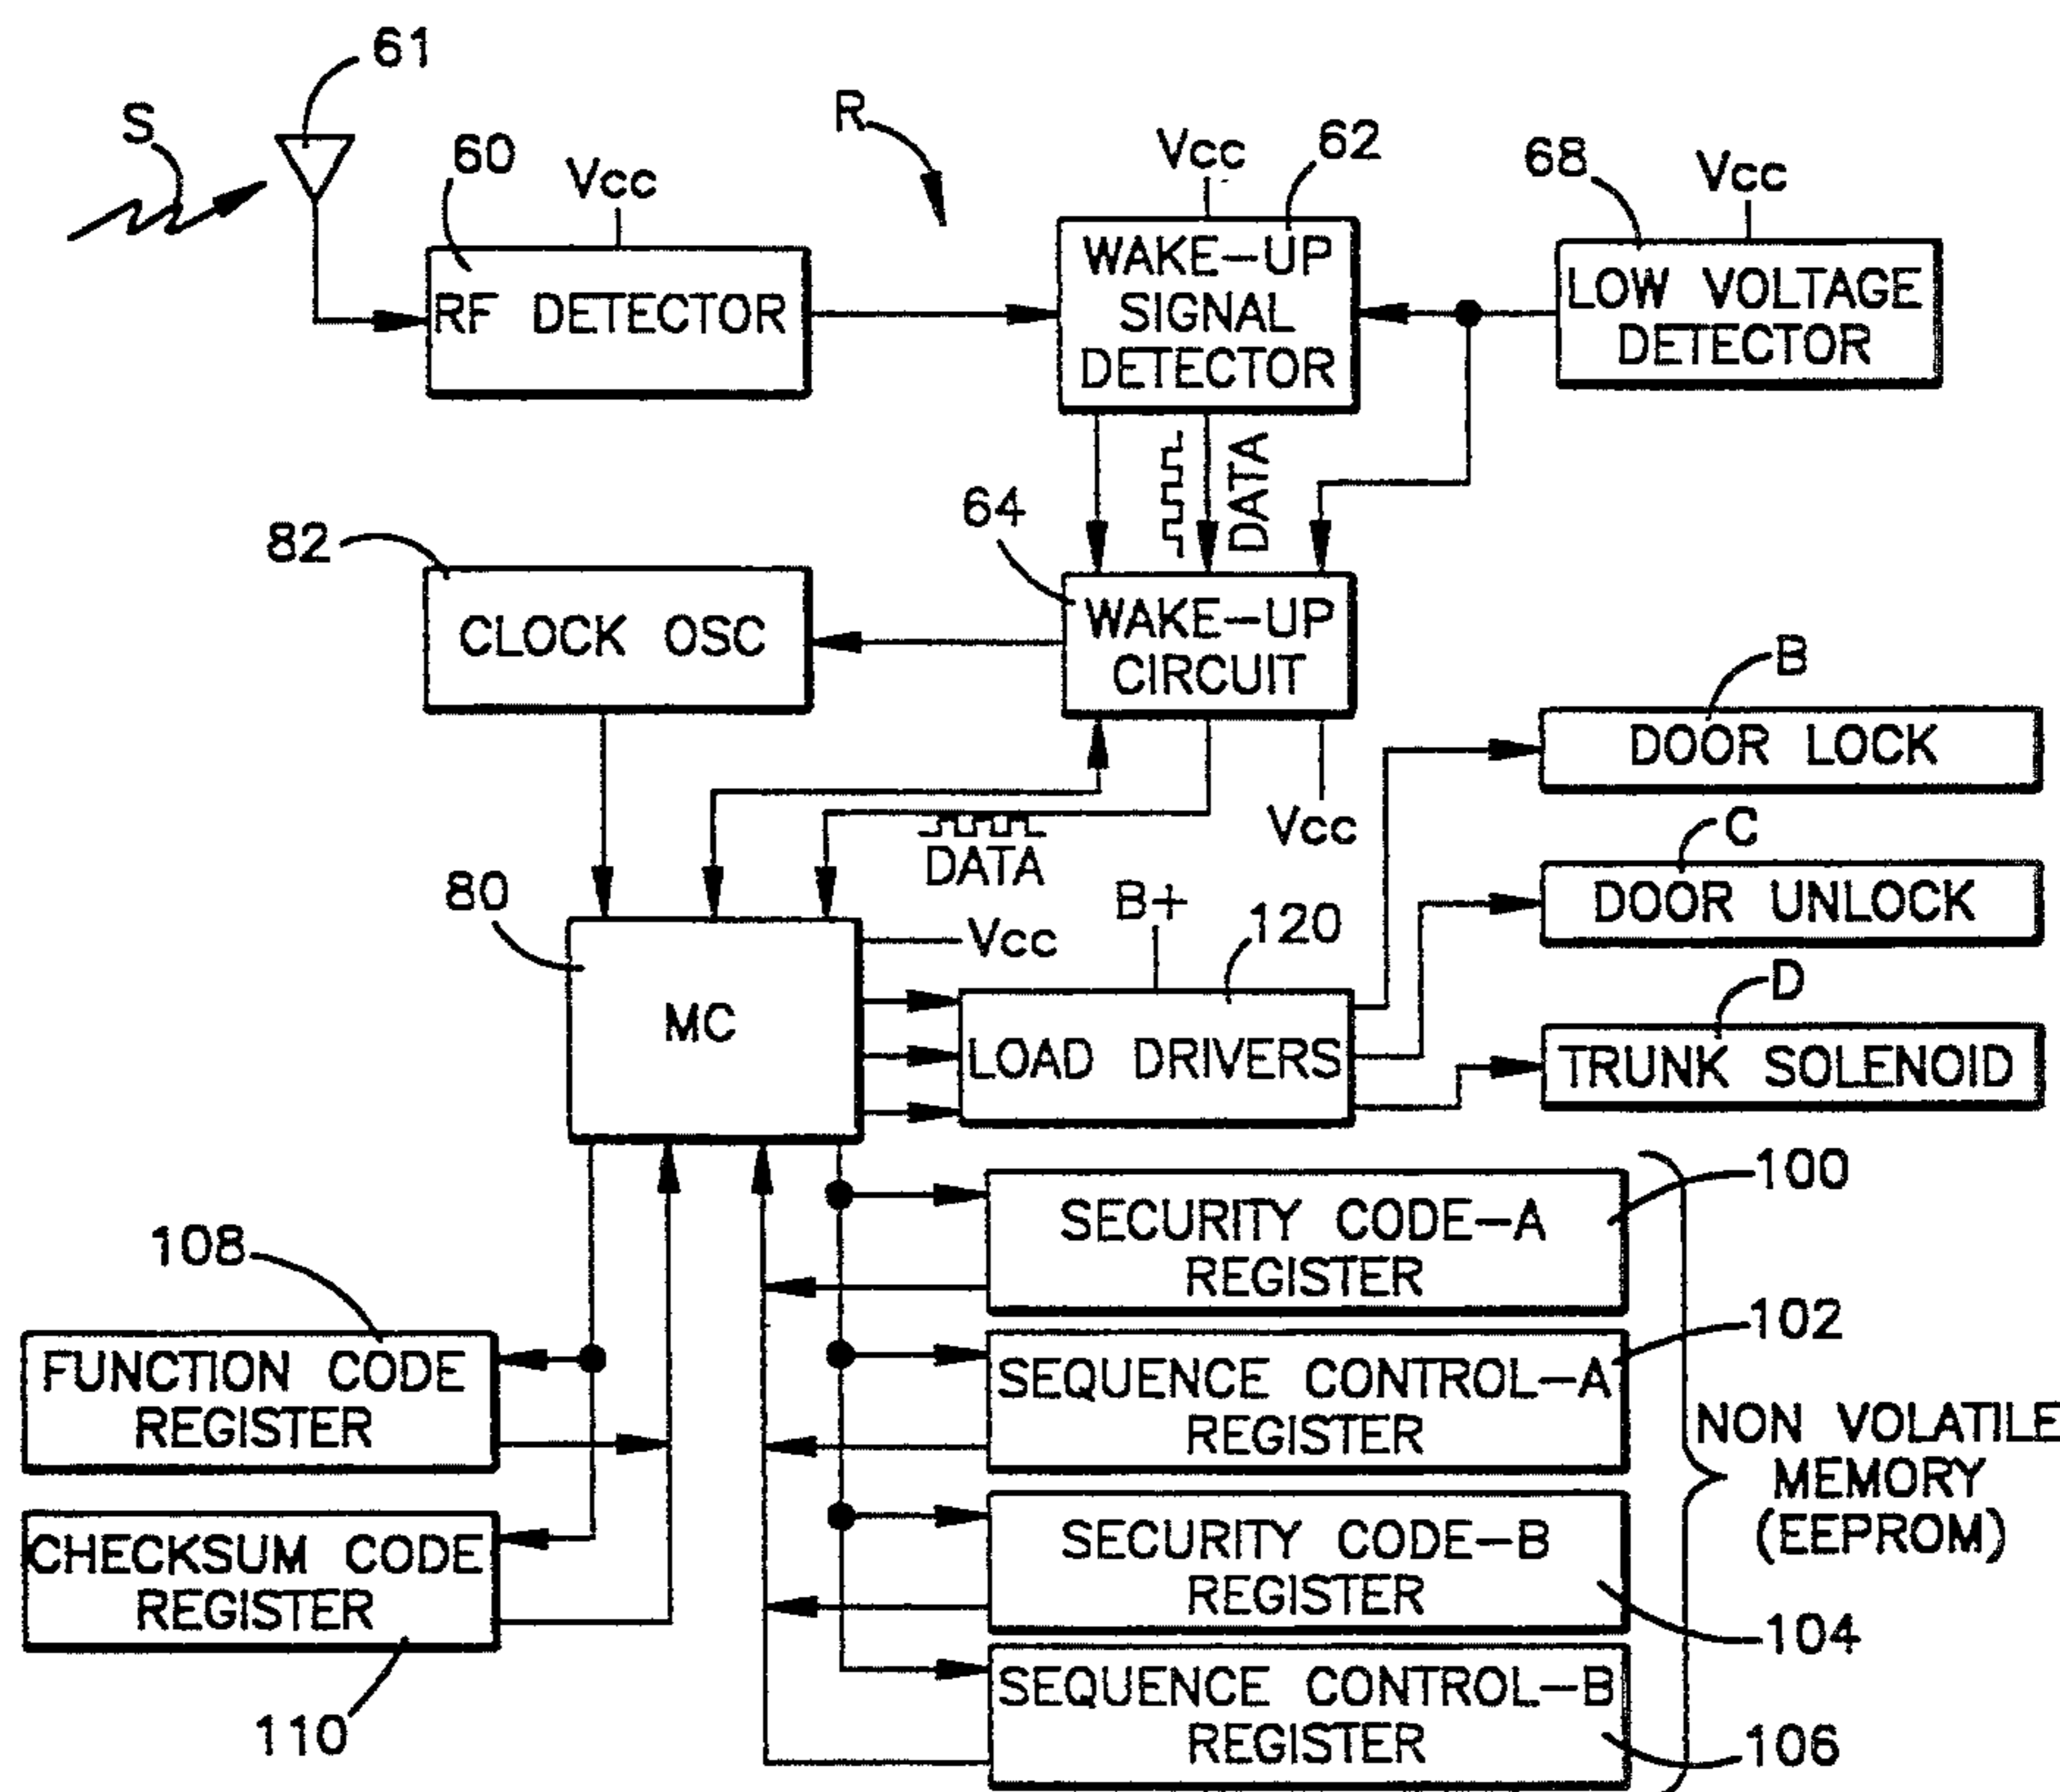 61
S
60
Vcc
R
Vcc
62
68
Vcc
RF DETECTOR
WAKE-UP
SIGNAL
DETECTOR
LOW VOLTAGE
DETECTOR
DATA
64
82
CLOCK OSC
WAKE-UP
CIRCUIT
B
DOOR LOCK
Vcc
DATA
C
DOOR UNLOCK
80
Vcc
B+
120
D
MC
LOAD DRIVERS
TRUNK SOLENOID
100
SECURITY CODE-A
REGISTER
108
102
FUNCTION CODE
REGISTER
SEQUENCE CONTROL-A
REGISTER
NON VOLATILE
MEMORY
(EEPROM)
CHECKSUM CODE
REGISTER
SECURITY CODE-B
REGISTER
104
110
SEQUENCE CONTROL-B
REGISTER
106